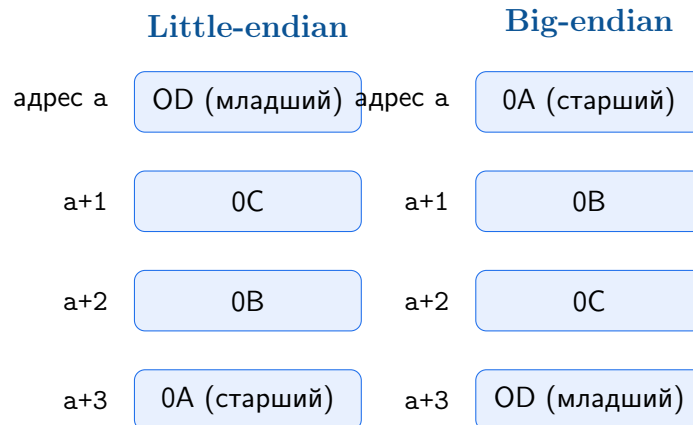 Little-endian Big-endian
адрес a OD (младший) адрес a 0A (старший)
a+1 0C a+1 0B
a+2 0B a+2 0C
a+3 0A (старший) a+3 OD (младший)